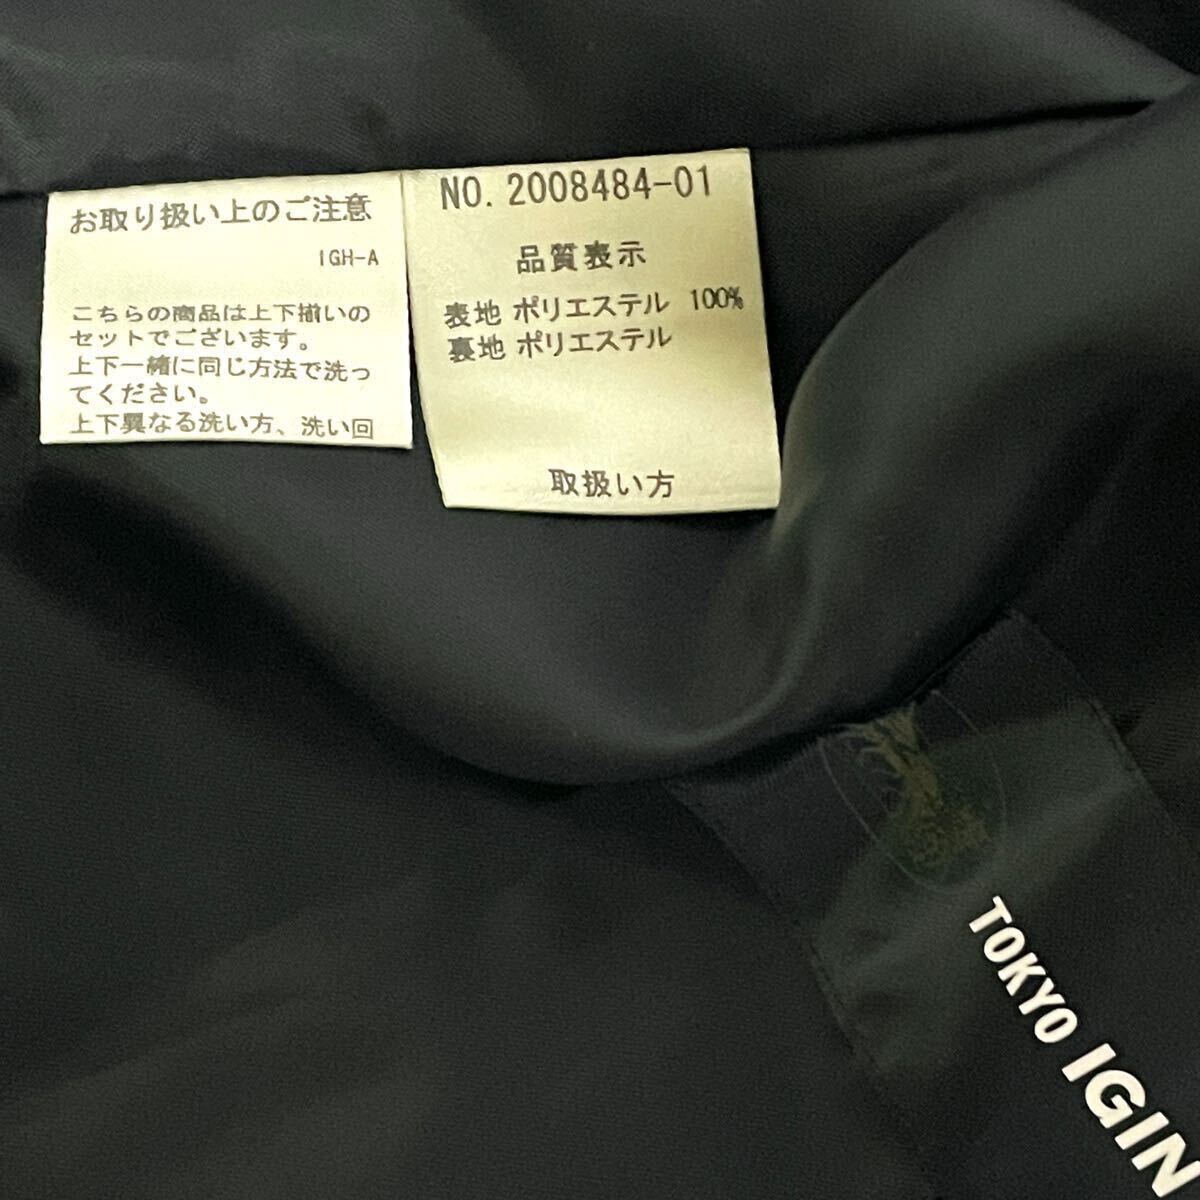 お取り扱い上のご注意
IGH-A
こちらの商品は上下揃いの
セットでございます。
上下一緒に同じ方法で洗っ
てください。
上下異なる洗い方、洗い回
NO. 2008484-01
品質表示
表地 ポリエステル 100%
裏地 ポリエステル
取扱い方
TOKYO IGIN